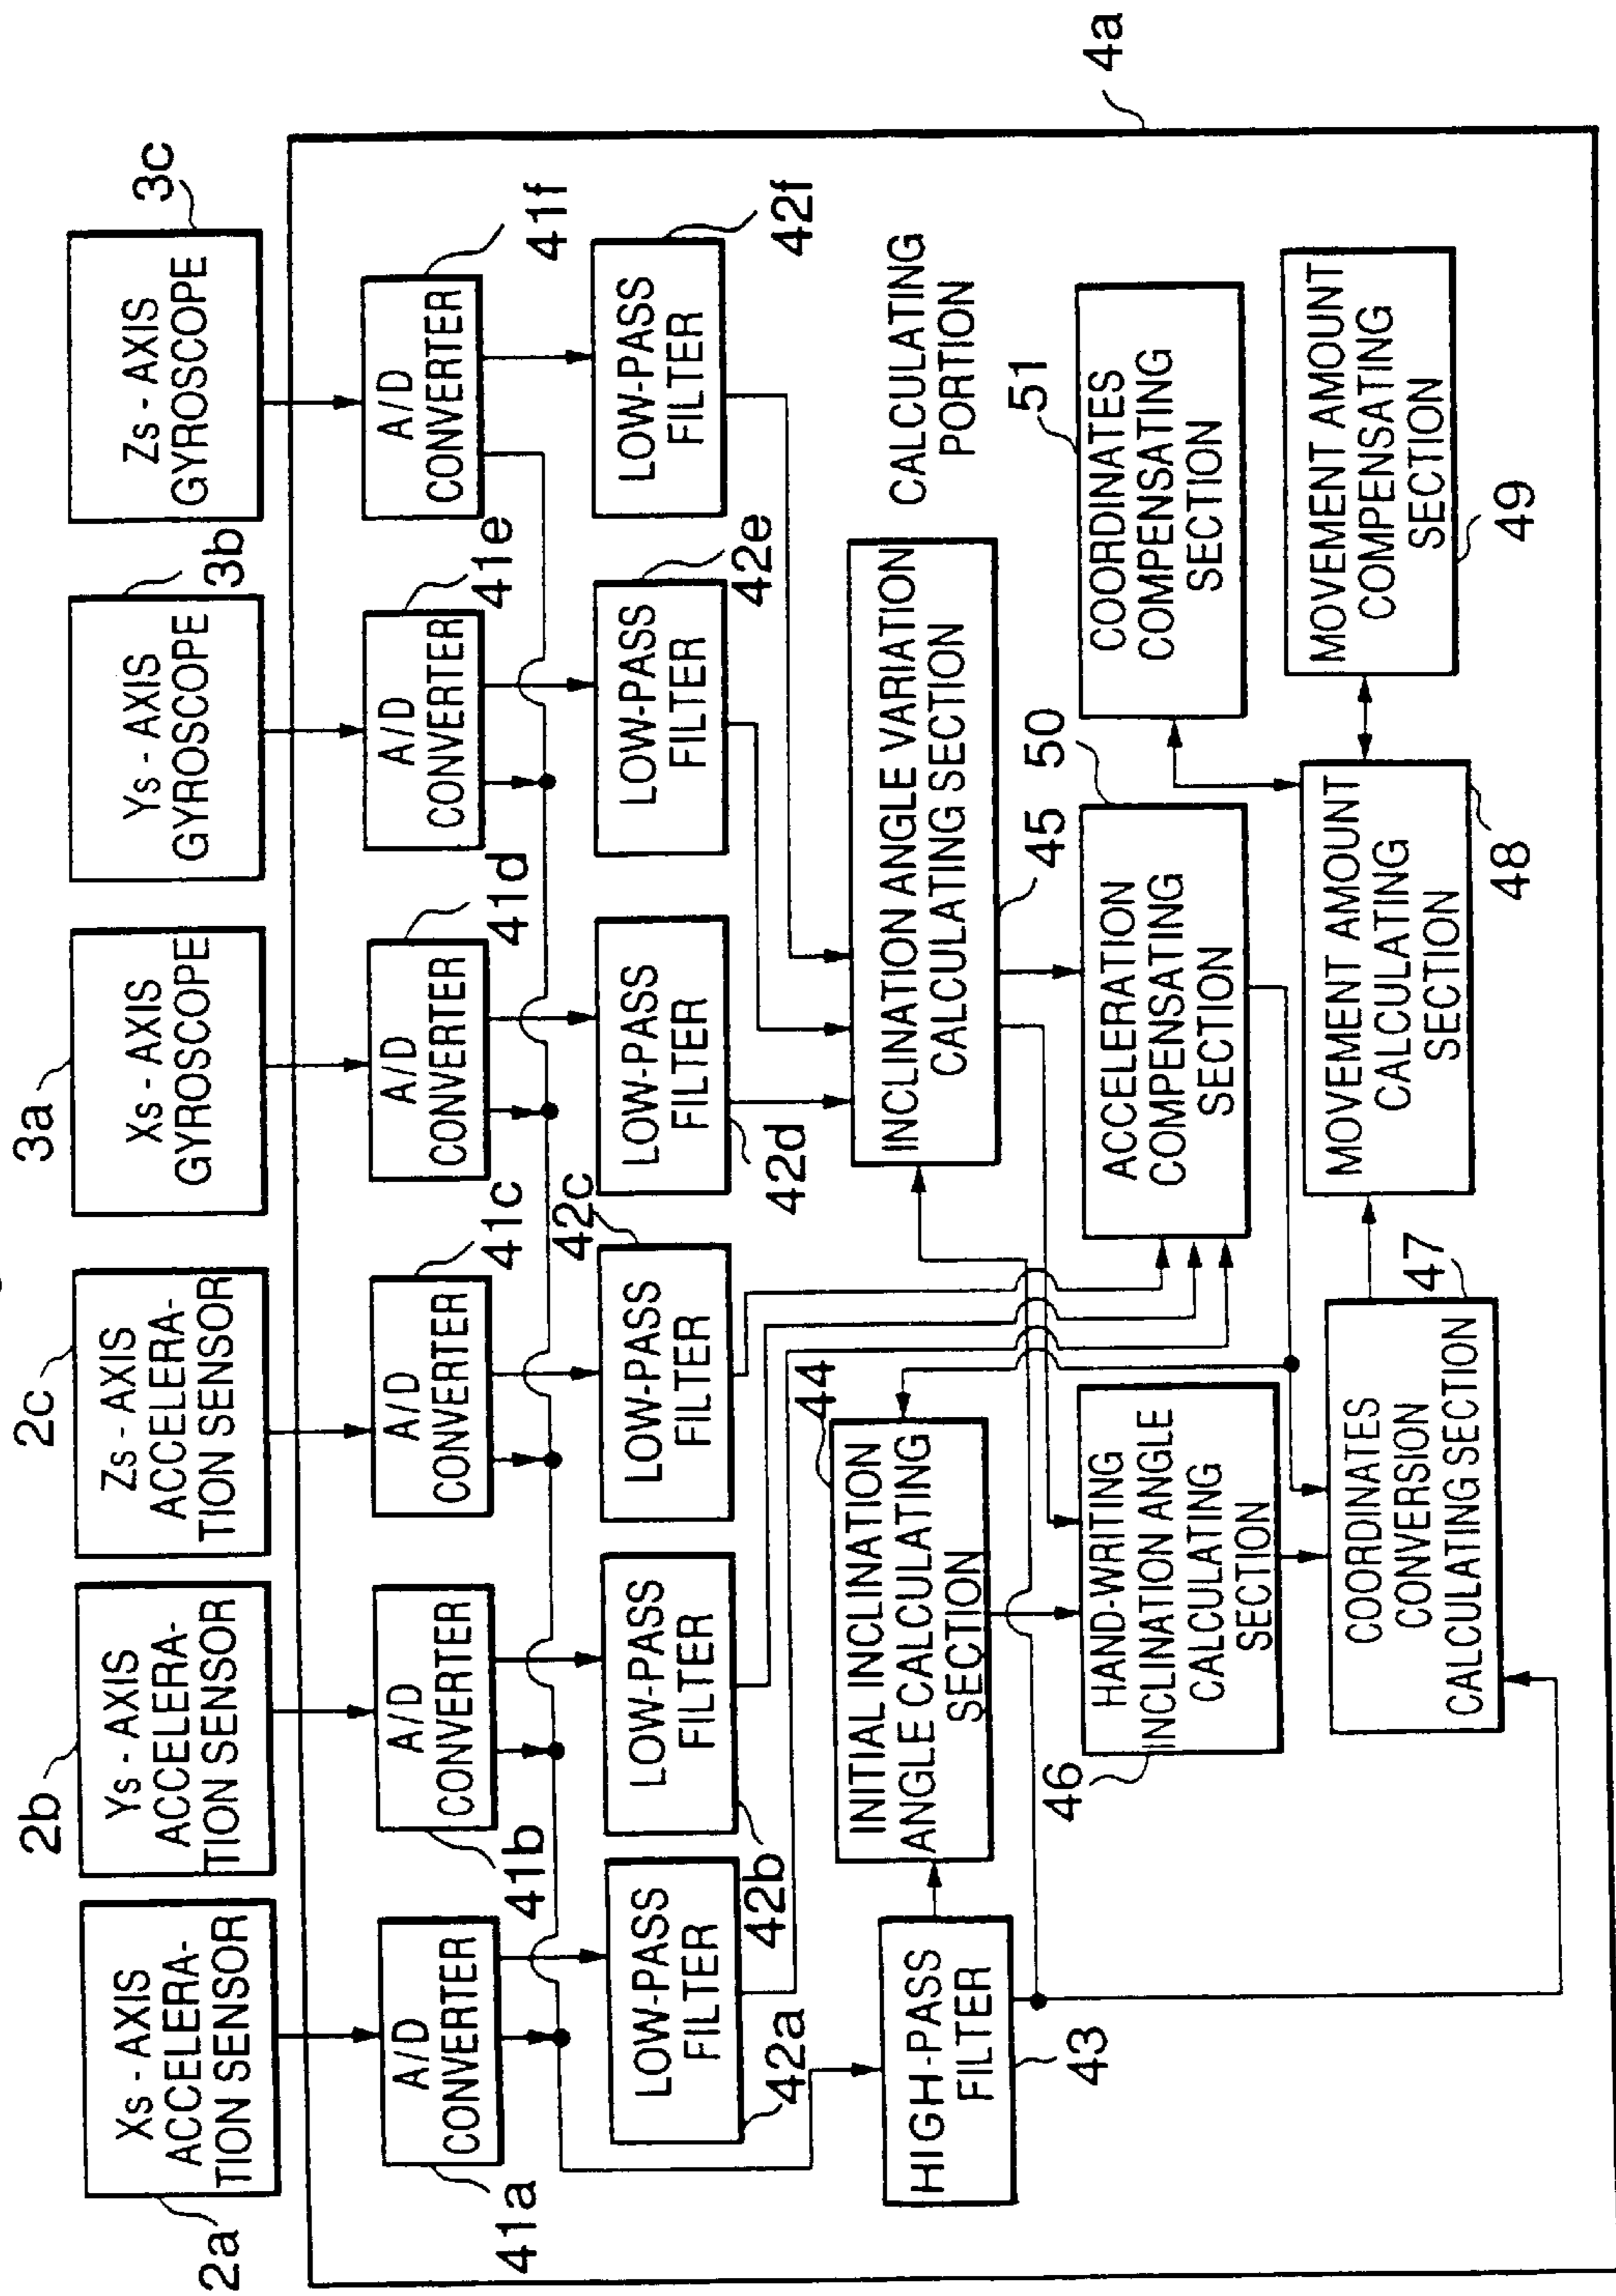 2a
Xs - AXIS
ACCELERA-
TION SENSOR
2b
Ys - AXIS
ACCELERA-
TION SENSOR
2c
Zs - AXIS
ACCELERA-
TION SENSOR
3a
Xs - AXIS
GYROSCOPE
3b
Ys - AXIS
GYROSCOPE
3c
Zs - AXIS
GYROSCOPE
4a
41a
A/D
CONVERTER
41b
A/D
CONVERTER
41c
A/D
CONVERTER
41d
A/D
CONVERTER
41e
A/D
CONVERTER
41f
A/D
CONVERTER
42a
LOW-PASS
FILTER
42b
LOW-PASS
FILTER
42c
LOW-PASS
FILTER
42d
LOW-PASS
FILTER
42e
LOW-PASS
FILTER
42f
LOW-PASS
FILTER
HIGH-PASS
FILTER
43
44
INITIAL INCLINATION
ANGLE CALCULATING
SECTION
INCLINATION ANGLE VARIATION
CALCULATING SECTION
45
CALCULATING
PORTION
46
HAND-WRITING
INCLINATION ANGLE
CALCULATING
SECTION
50
ACCELERATION
COMPENSATING
SECTION
51
COORDINATES
COMPENSATING
SECTION
47
COORDINATES
CONVERSION
CALCULATING SECTION
MOVEMENT AMOUNT
CALCULATING
SECTION
48
MOVEMENT AMOUNT
COMPENSATING
SECTION
49